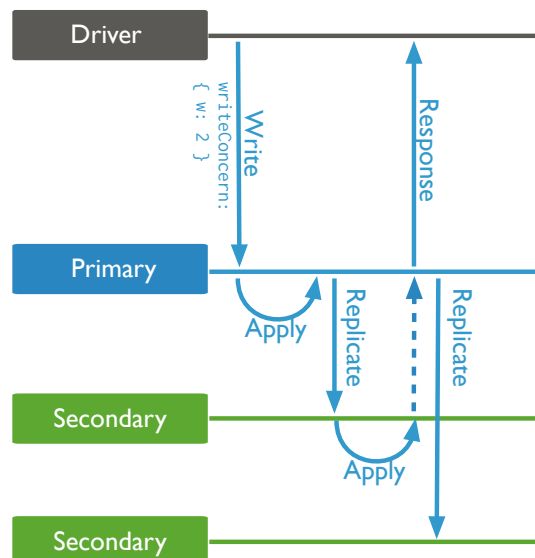 Driver
Write
writeConcern:
{ w: 2 }
Response
Primary
Apply
Replicate
Replicate
Secondary
Apply
Secondary